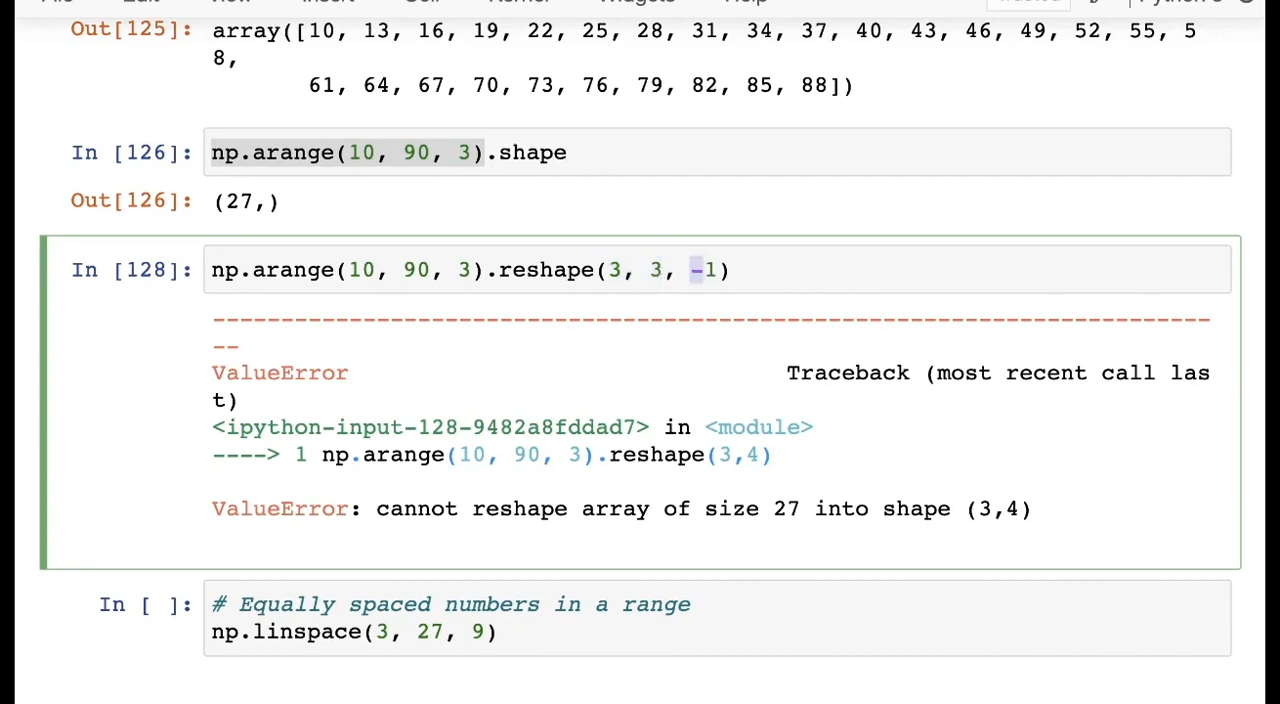 Out[125]: array([10, 13, 16, 19, 22, 25, 28, 31, 34, 37, 40, 43, 46, 49, 52, 55, 5
8,
61, 64, 67, 70, 73, 76, 79, 82, 85, 88])
In [126]: np.arange(10, 90, 3).shape
Out[126]: (27,)
In [128]: np.arange(10, 90, 3).reshape(3, 3, -1)
---------------------------------------------------------------------------
--
ValueError Traceback (most recent call las
t)
<ipython-input-128-9482a8fddad7> in <module>
----> 1 np.arange(10, 90, 3).reshape(3,4)
ValueError: cannot reshape array of size 27 into shape (3,4)
In [ ]: # Equally spaced numbers in a range
np.linspace(3, 27, 9)